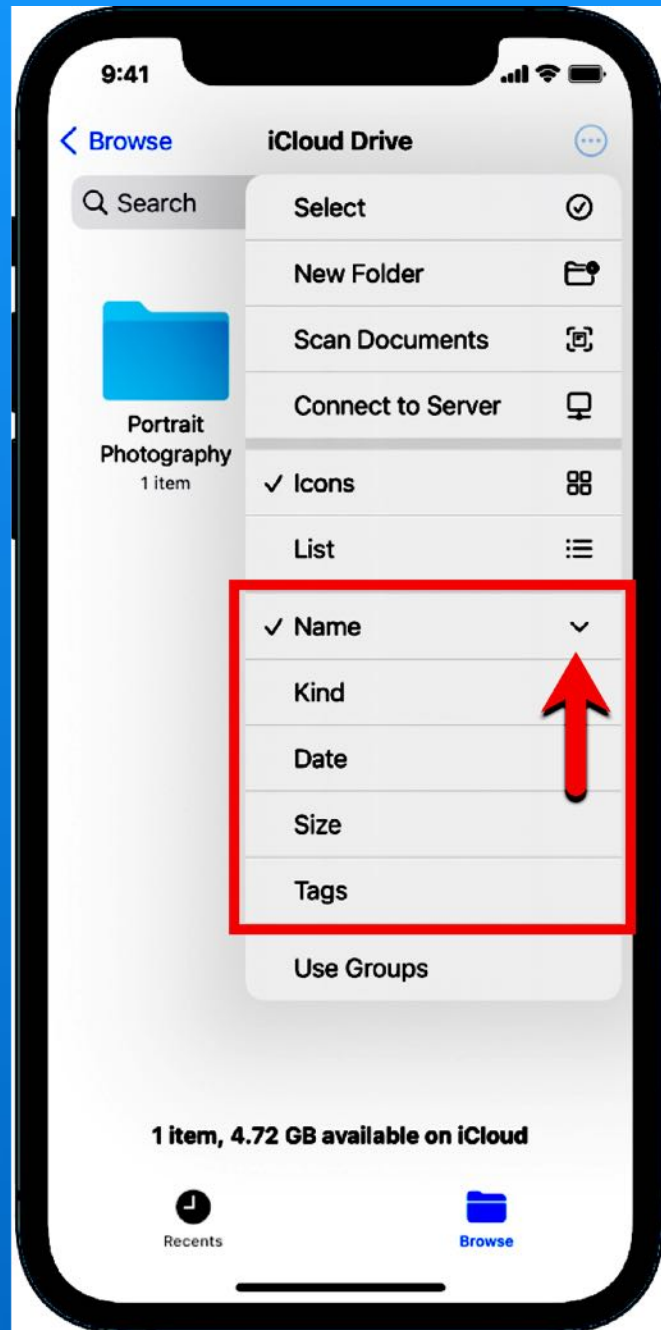 9:41
Browse
iCloud Drive
Search
Select
New Folder
Scan Documents
Connect to Server
Portrait
Photography
1 item
Icons
List
Name
Kind
Date
Size
Tags
Use Groups
1 item, 4.72 GB available on iCloud
Recents
Browse